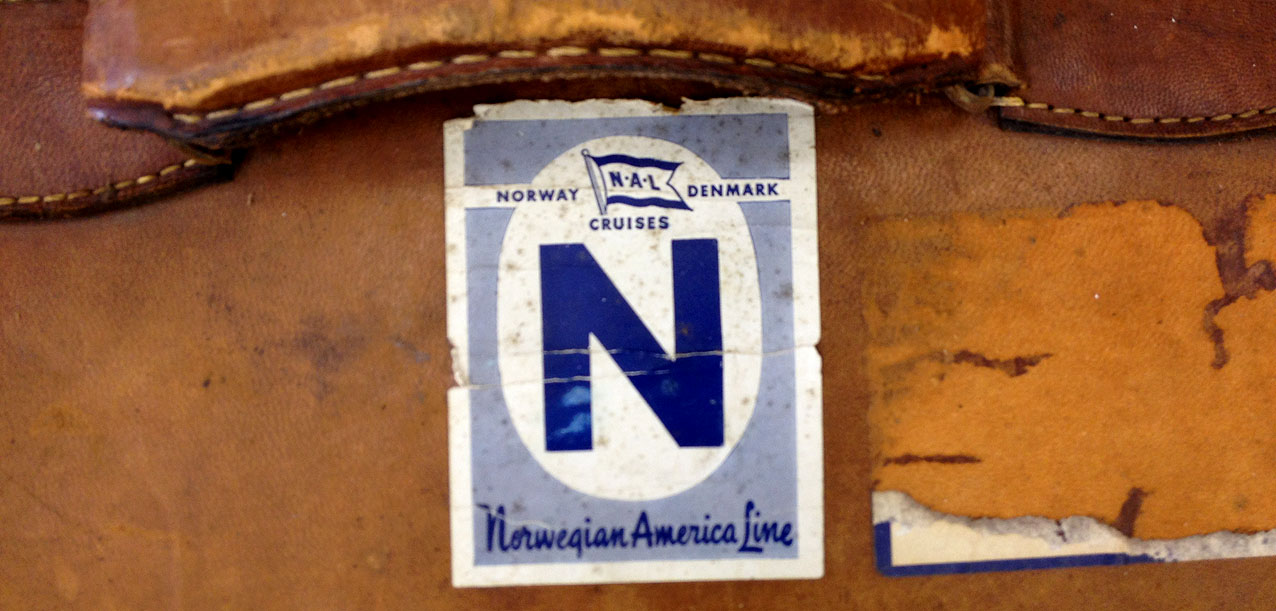 N·A·L
NORWAY DENMARK
CRUISES
N
Norwegian America Line